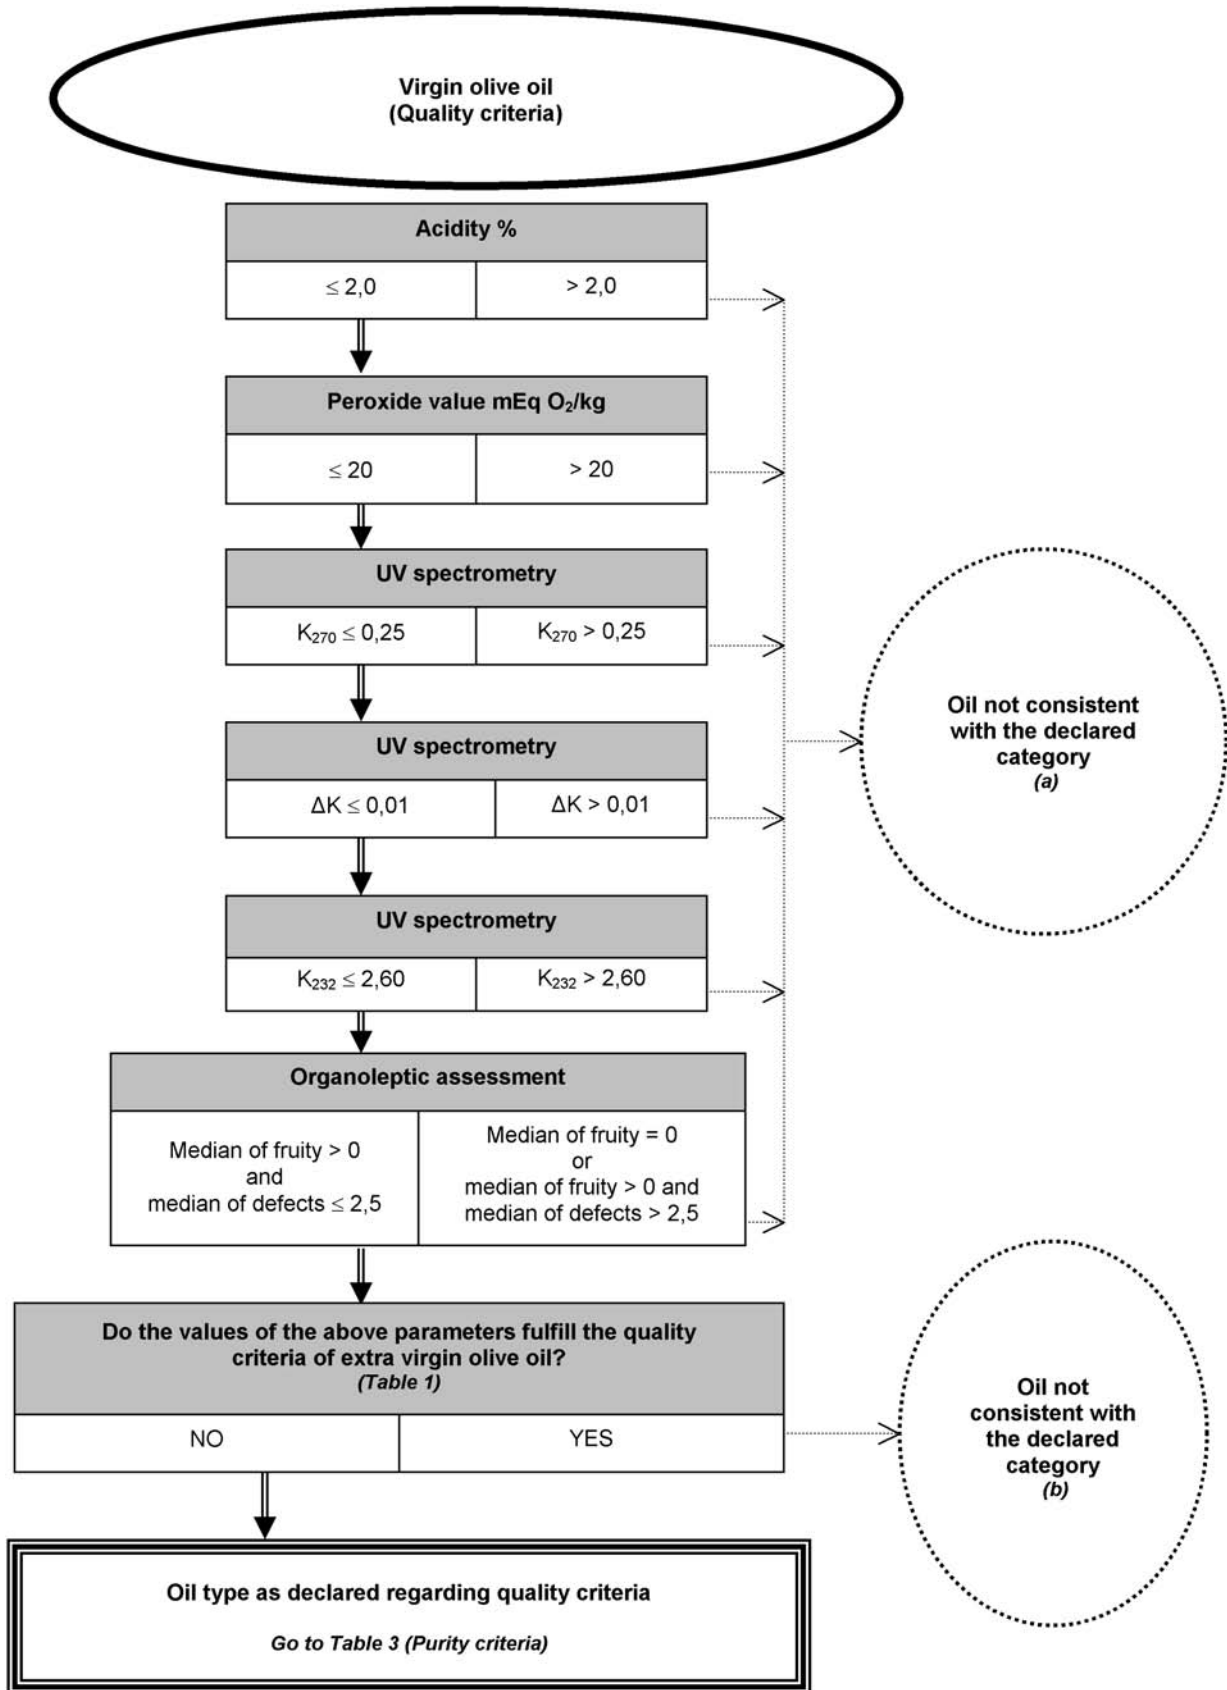 Virgin olive oil
(Quality criteria)
Acidity %
≤ 2,0
> 2,0
Peroxide value mEq O₂/kg
≤ 20
> 20
UV spectrometry
K₂₇₀ ≤ 0,25
K₂₇₀ > 0,25
UV spectrometry
ΔK ≤ 0,01
ΔK > 0,01
UV spectrometry
K₂₃₂ ≤ 2,60
K₂₃₂ > 2,60
Oil not consistent
with the declared
category
(a)
Organoleptic assessment
Median of fruity > 0
and
median of defects ≤ 2,5
Median of fruity = 0
or
median of fruity > 0 and
median of defects > 2,5
Do the values of the above parameters fulfill the quality
criteria of extra virgin olive oil?
(Table 1)
NO
YES
Oil not
consistent with
the declared
category
(b)
Oil type as declared regarding quality criteria
Go to Table 3 (Purity criteria)